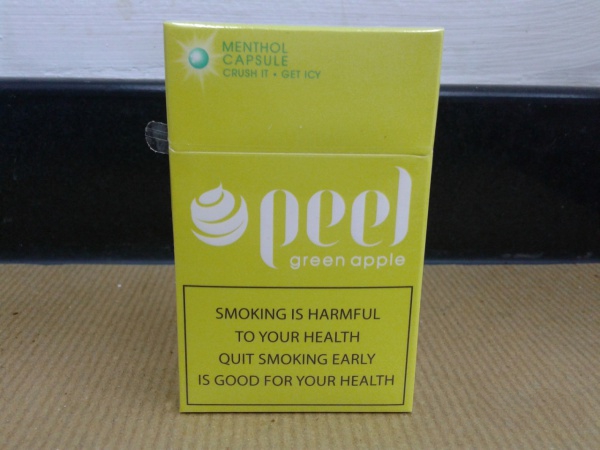 MENTHOL
CAPSULE
CRUSH IT • GET ICY
peel
green apple
SMOKING IS HARMFUL
TO YOUR HEALTH
QUIT SMOKING EARLY
IS GOOD FOR YOUR HEALTH